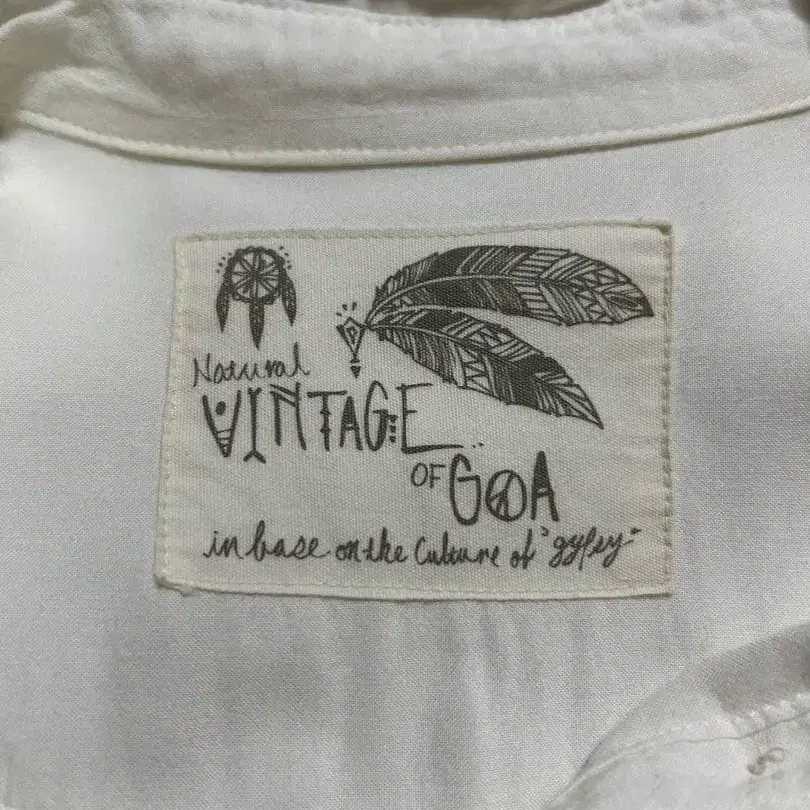 Natural
VINTAGE
OF GOA
in base on the Culture of "gypsy"